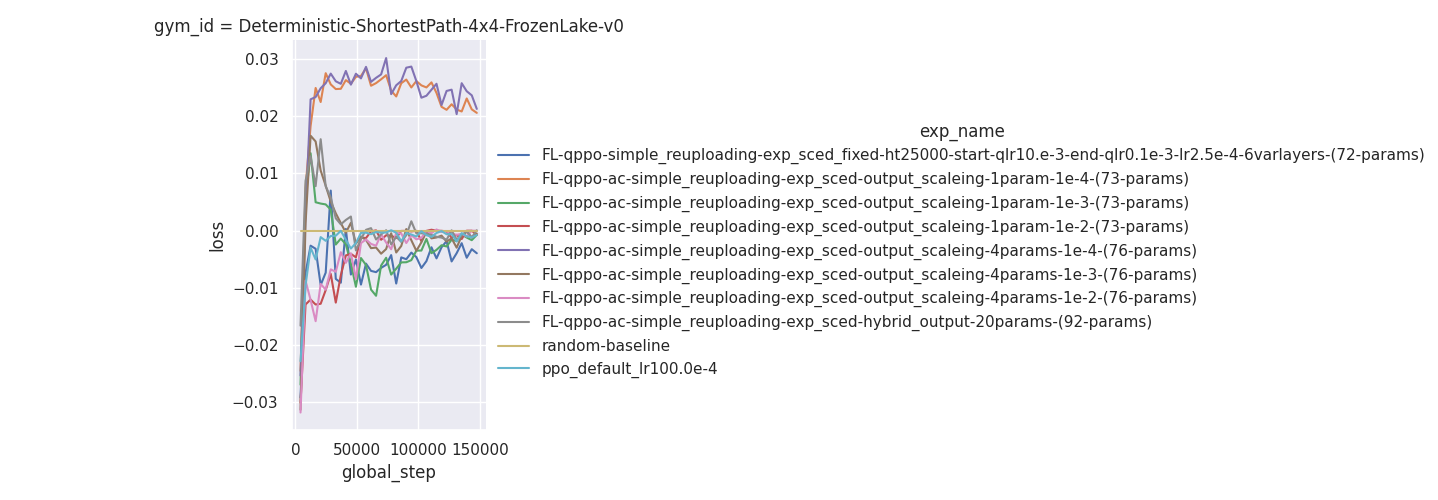 gym_id = Deterministic-ShortestPath-4x4-FrozenLake-v0
0.03
0.02
0.01
0.00
−0.01
−0.02
−0.03
loss
0
50000
100000
150000
global_step
exp_name
FL-qppo-simple_reuploading-exp_sced_fixed-ht25000-start-qlr10.e-3-end-qlr0.1e-3-lr2.5e-4-6varlayers-(72-params)
FL-qppo-ac-simple_reuploading-exp_sced-output_scaleing-1param-1e-4-(73-params)
FL-qppo-ac-simple_reuploading-exp_sced-output_scaleing-1param-1e-3-(73-params)
FL-qppo-ac-simple_reuploading-exp_sced-output_scaleing-1param-1e-2-(73-params)
FL-qppo-ac-simple_reuploading-exp_sced-output_scaleing-4params-1e-4-(76-params)
FL-qppo-ac-simple_reuploading-exp_sced-output_scaleing-4params-1e-3-(76-params)
FL-qppo-ac-simple_reuploading-exp_sced-output_scaleing-4params-1e-2-(76-params)
FL-qppo-ac-simple_reuploading-exp_sced-hybrid_output-20params-(92-params)
random-baseline
ppo_default_lr100.0e-4